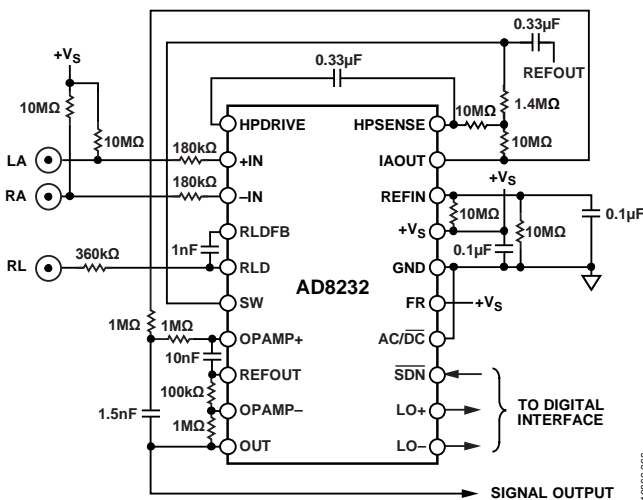 0.33µF
0.33µF
REFOUT
+VS
10MΩ
10MΩ
1.4MΩ
10MΩ
10MΩ
HPDRIVE
HPSENSE
LA
180kΩ
+IN
IAOUT
RA
180kΩ
–IN
REFIN
+VS
10MΩ
10MΩ
0.1µF
RLDFB
+VS
0.1µF
1nF
RL
360kΩ
RLD
GND
AD8232
SW
FR
+VS
1MΩ
1MΩ
OPAMP+
AC/DC
10nF
REFOUT
SDN
100kΩ
1.5nF
OPAMP–
LO+
TO DIGITAL
INTERFACE
1MΩ
OUT
LO–
SIGNAL OUTPUT